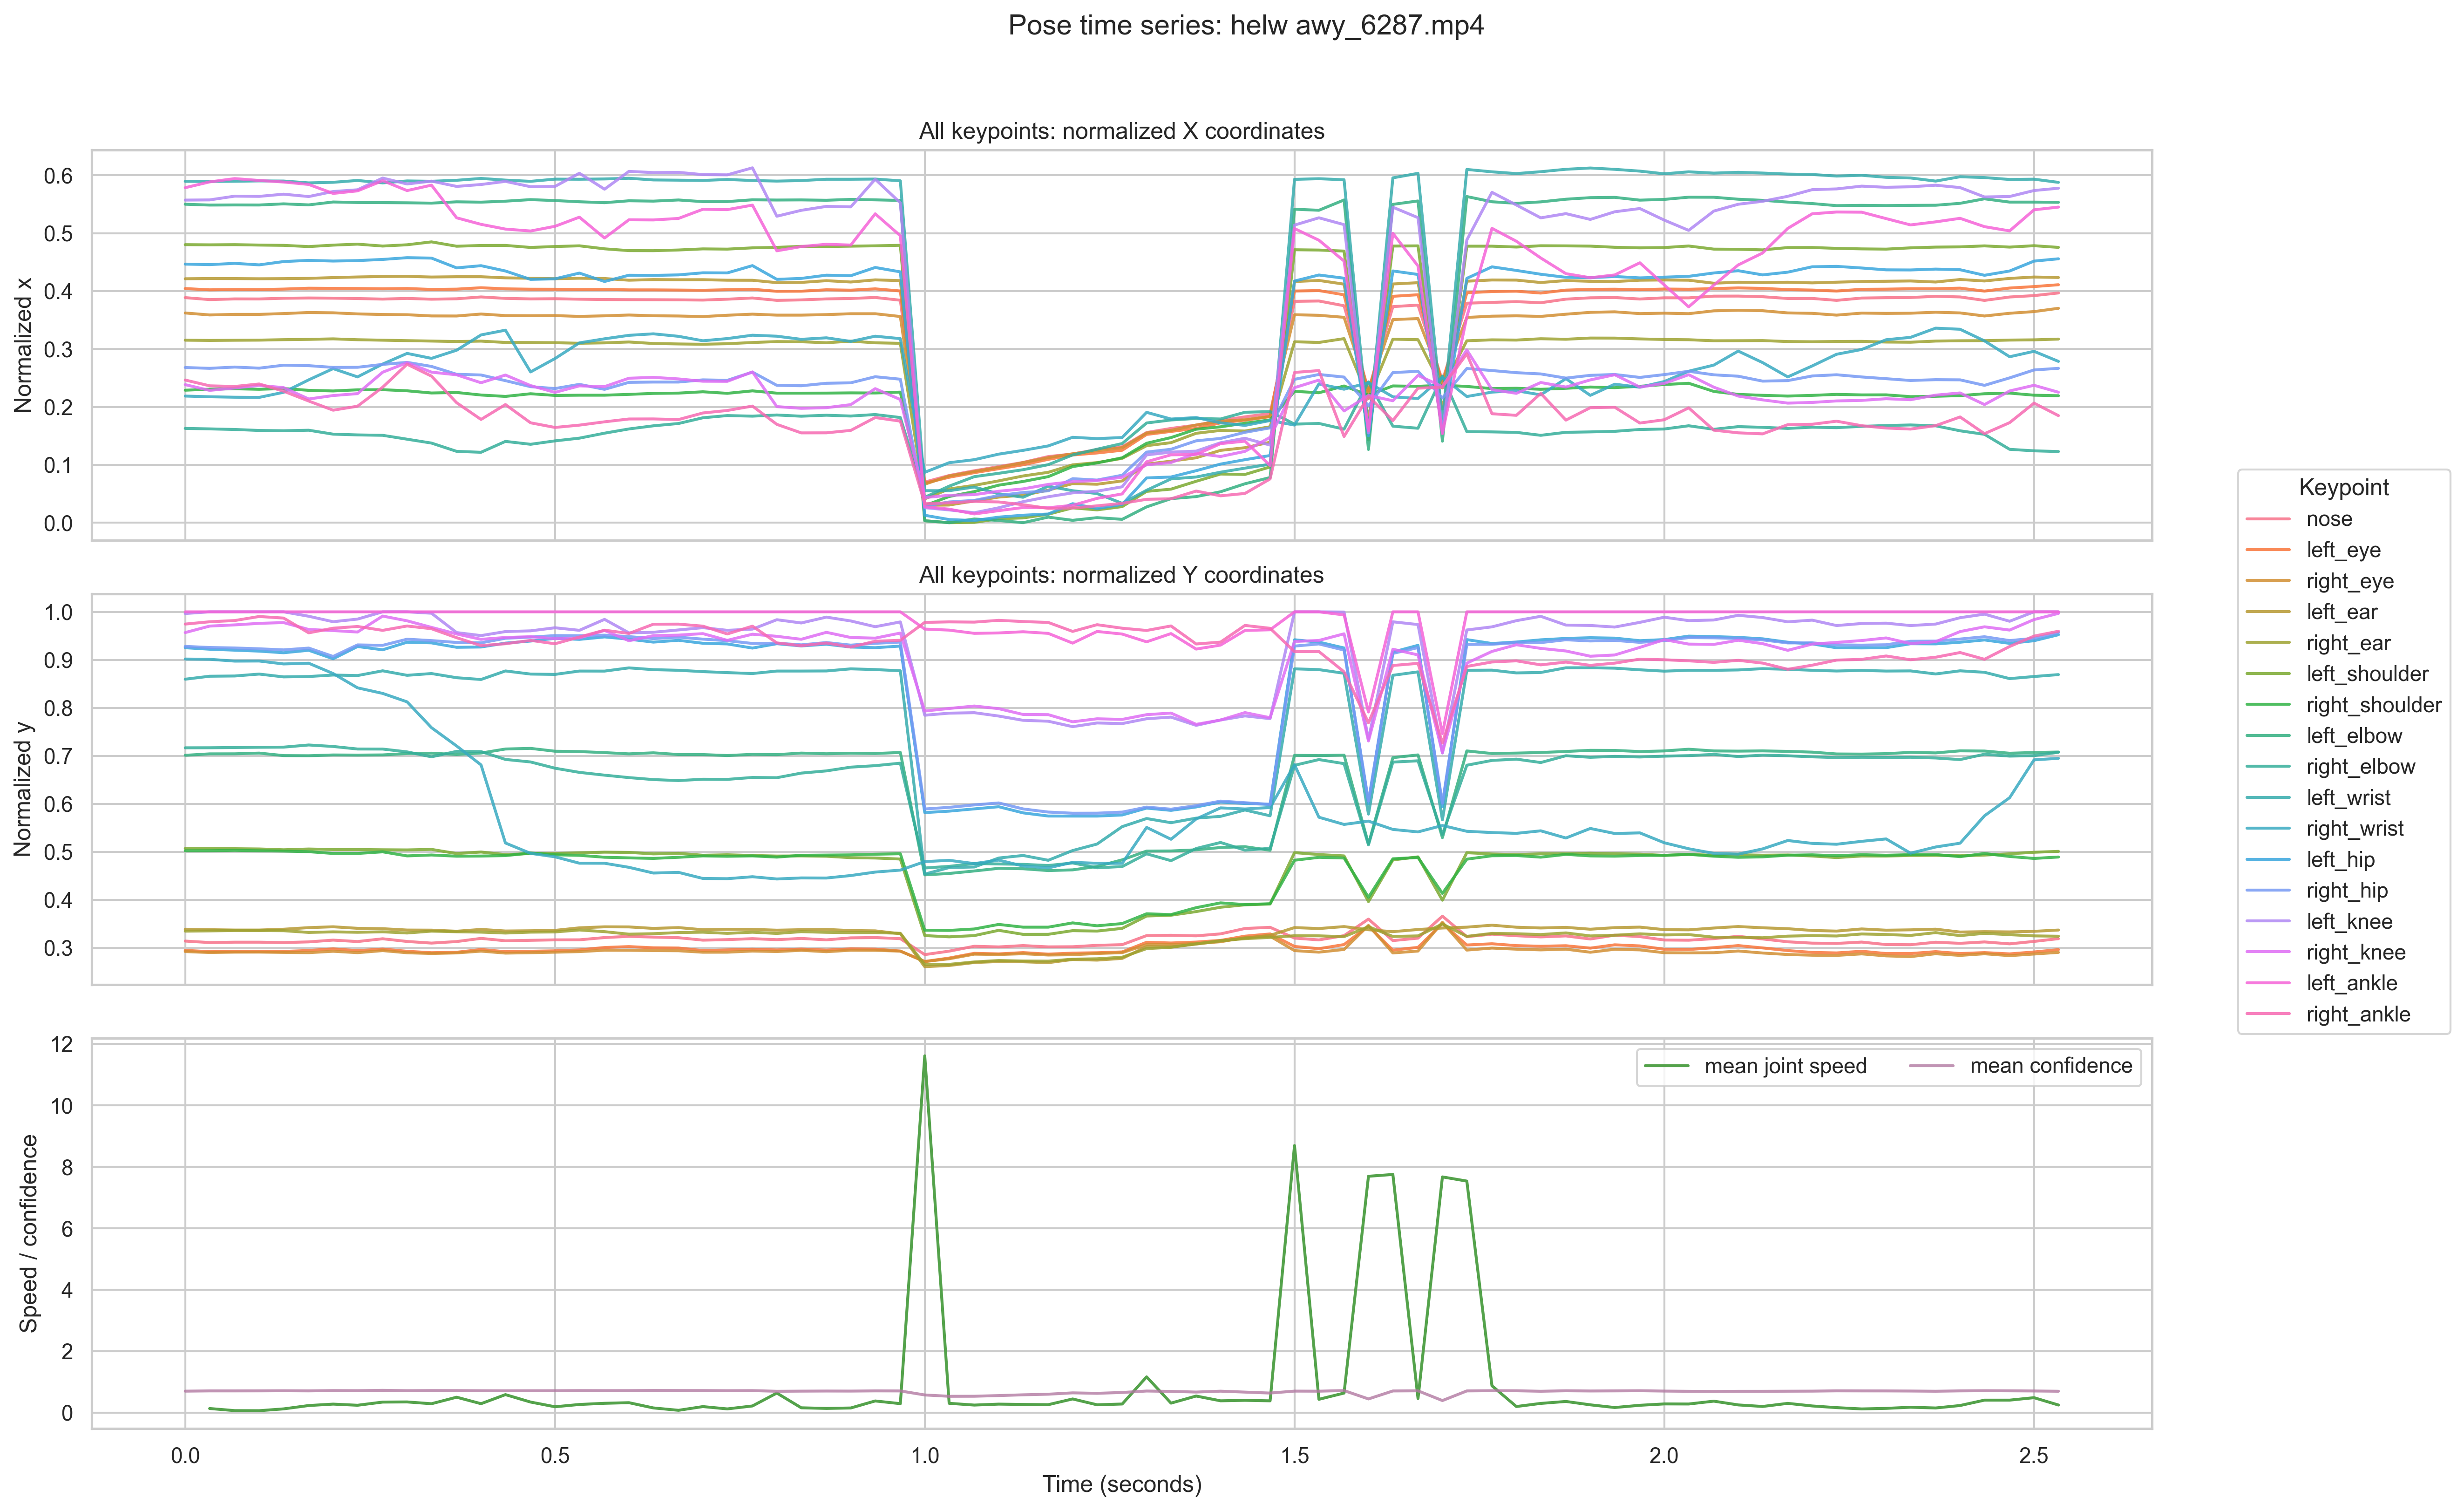 Pose time series: helw awy_6287.mp4
All keypoints: normalized X coordinates
Normalized x
0.6
0.5
0.4
0.3
0.2
0.1
0.0
All keypoints: normalized Y coordinates
Normalized y
1.0
0.9
0.8
0.7
0.6
0.5
0.4
0.3
Keypoint
nose
left_eye
right_eye
left_ear
right_ear
left_shoulder
right_shoulder
left_elbow
right_elbow
left_wrist
right_wrist
left_hip
right_hip
left_knee
right_knee
left_ankle
right_ankle
Speed / confidence
12
10
8
6
4
2
0
mean joint speed mean confidence
0.0 0.5 1.0 1.5 2.0 2.5
Time (seconds)